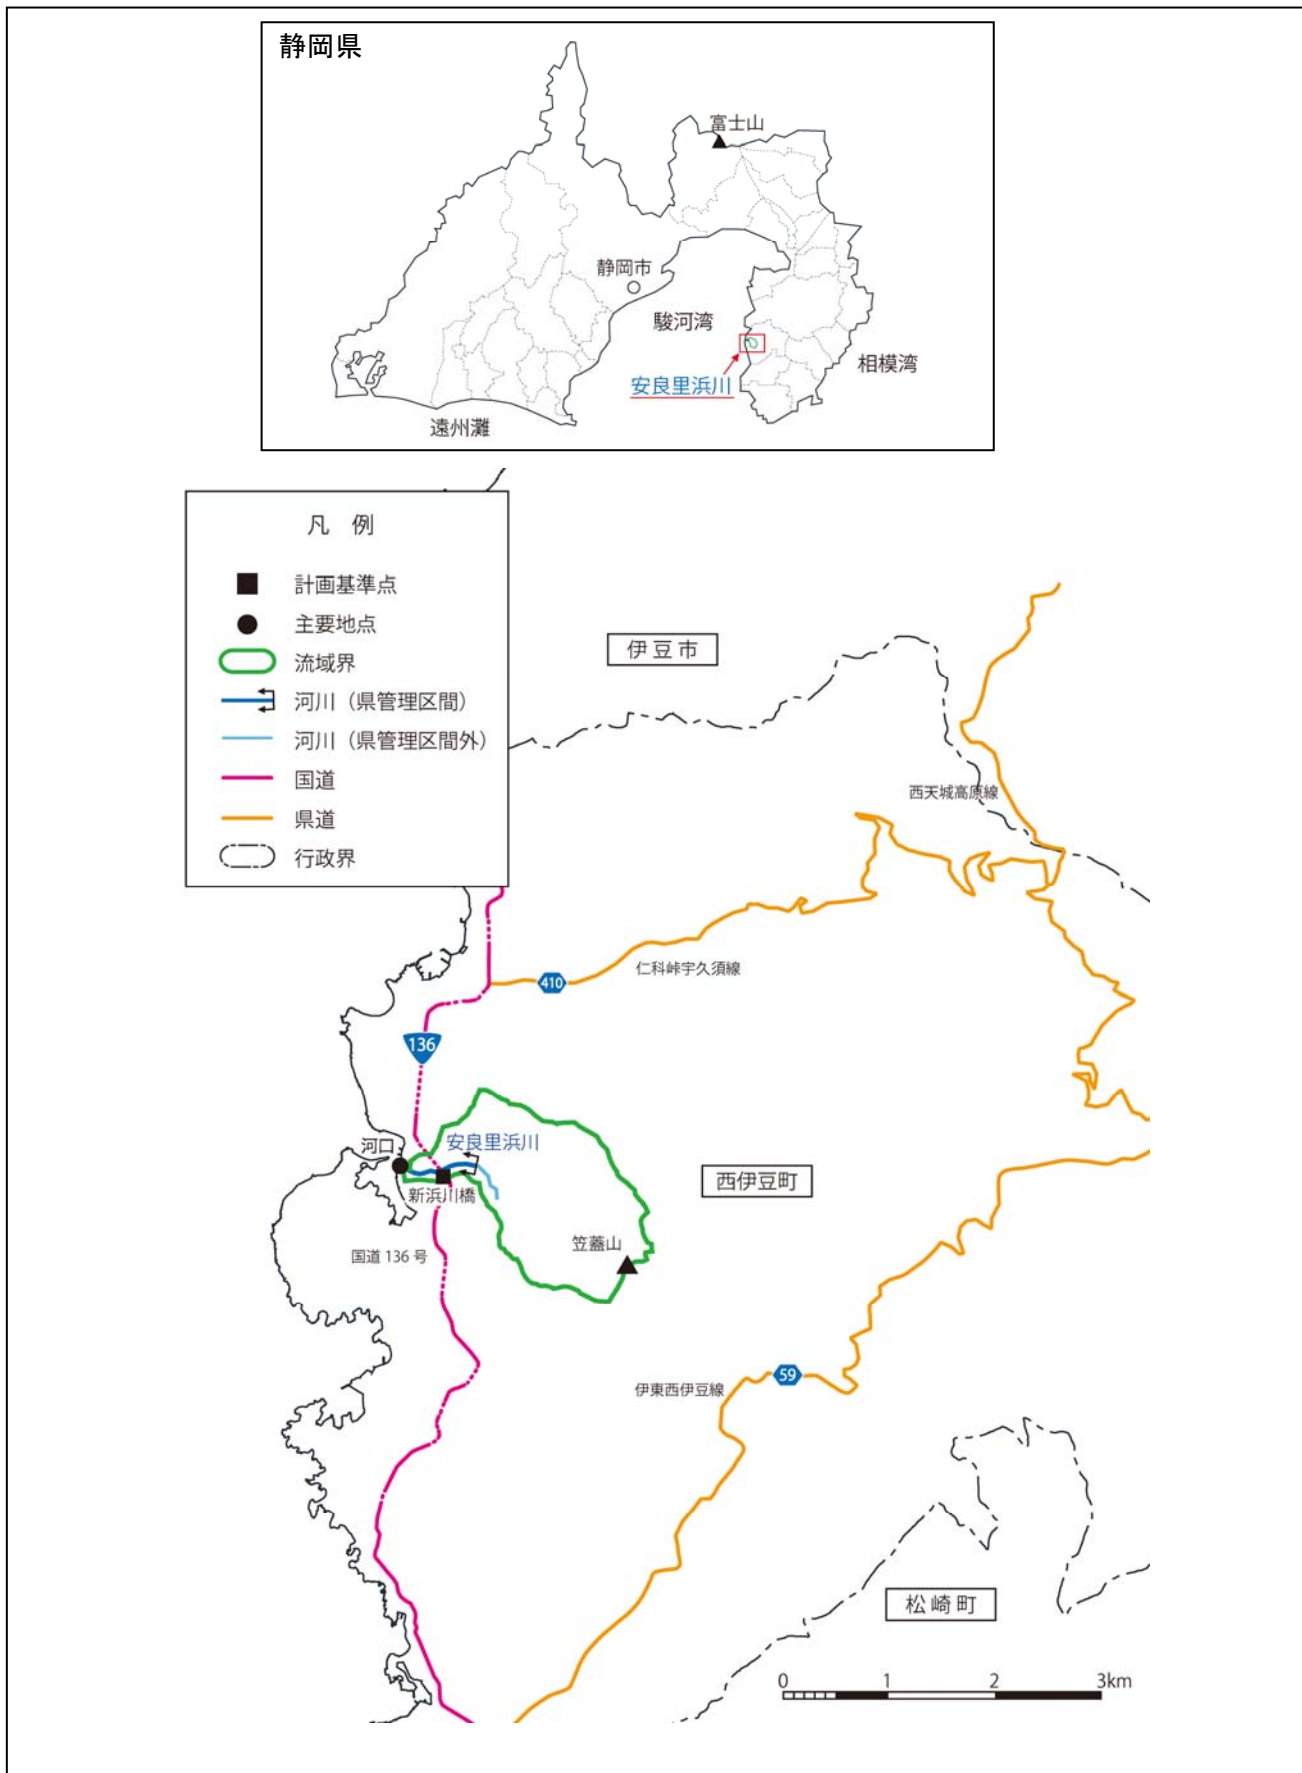 静岡県
富士山
静岡市
駿河湾
相模湾
安良里浜川
遠州灘
凡 例
計画基準点
主要地点
流域界
河川（県管理区間）
河川（県管理区間外）
国道
県道
行政界
伊豆市
西天城高原線
仁科峠宇久須線
410
136
河口
安良里浜川
新浜川橋
西伊豆町
笠蓋山
国道 136 号
59
伊東西伊豆線
松崎町
0 1 2 3km